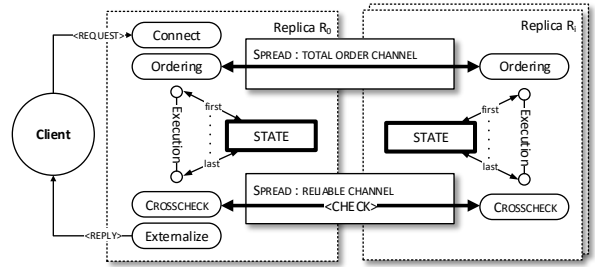 Replica R0
Replica Ri
<REQUEST>
Connect
SPREAD : TOTAL ORDER CHANNEL
Ordering
Ordering
first
Execution
STATE
last
first
STATE
Execution
last
Client
SPREAD : RELIABLE CHANNEL
CROSSCHECK
<CHECK>
CROSSCHECK
<REPLY>
Externalize